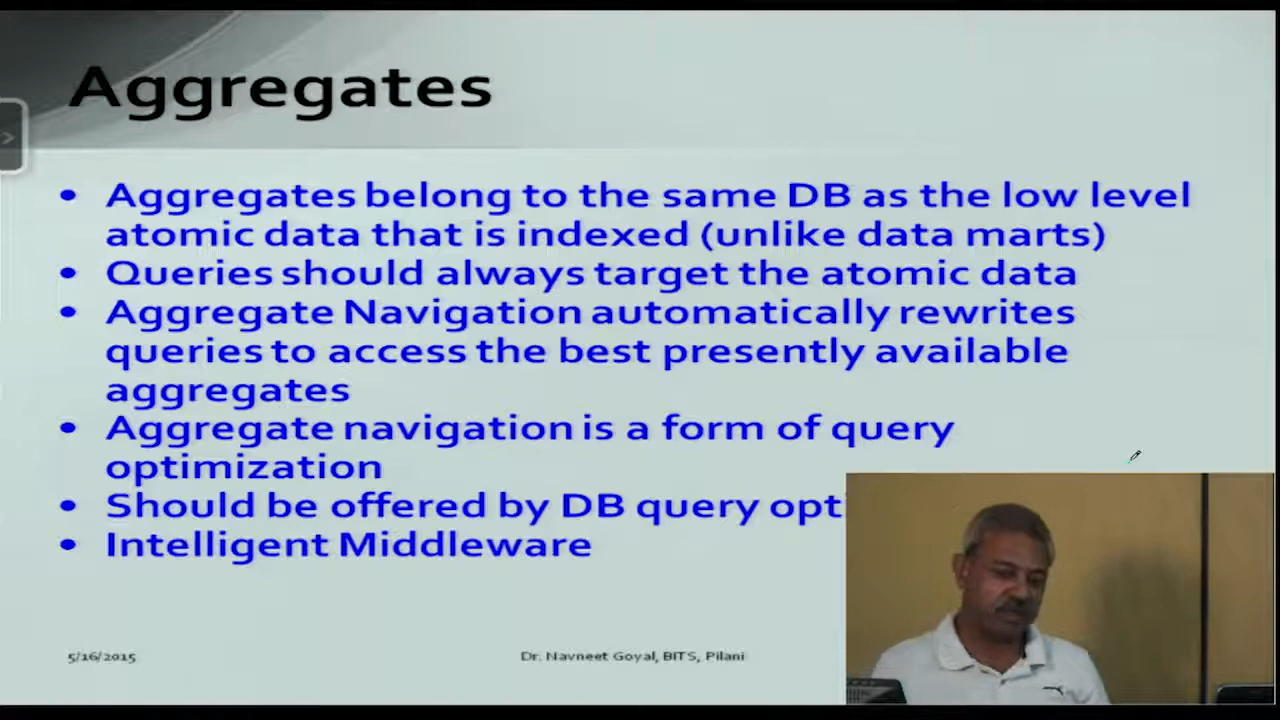 Aggregates
• Aggregates belong to the same DB as the low level
atomic data that is indexed (unlike data marts)
• Queries should always target the atomic data
• Aggregate Navigation automatically rewrites
queries to access the best presently available
aggregates
• Aggregate navigation is a form of query
optimization
• Should be offered by DB query
• Intelligent Middleware
5/16/2015
Dr. Navneet Goyal, BITS, Pilani